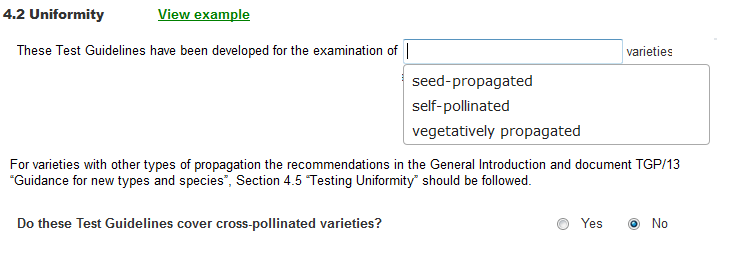 4.2 Uniformity View example
These Test Guidelines have been developed for the examination of varieties
seed-propagated
self-pollinated
vegetatively propagated
For varieties with other types of propagation the recommendations in the General Introduction and document TGP/13
“Guidance for new types and species”, Section 4.5 “Testing Uniformity” should be followed.
Do these Test Guidelines cover cross-pollinated varieties? Yes No